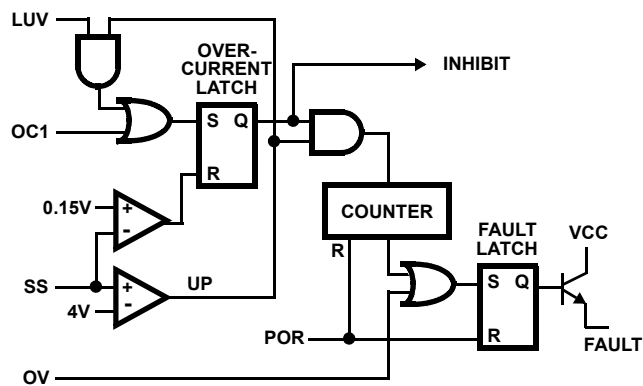 LUV
OVER-
CURRENT
LATCH
INHIBIT
S Q
OC1
R
0.15V
+
-
COUNTER
R
FAULT
LATCH
VCC
SS
+
-
4V
UP
S Q
POR
R
FAULT
OV